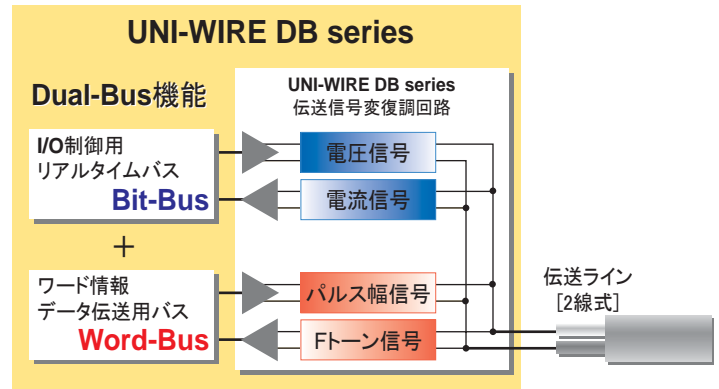 UNI-WIRE DB series
Dual-Bus機能
UNI-WIRE DB series
伝送信号変復調回路
I/O制御用
リアルタイムバス
Bit-Bus
電圧信号
電流信号
+
ワード情報
データ伝送用バス
Word-Bus
パルス幅信号
Fトーン信号
伝送ライン
[2線式]